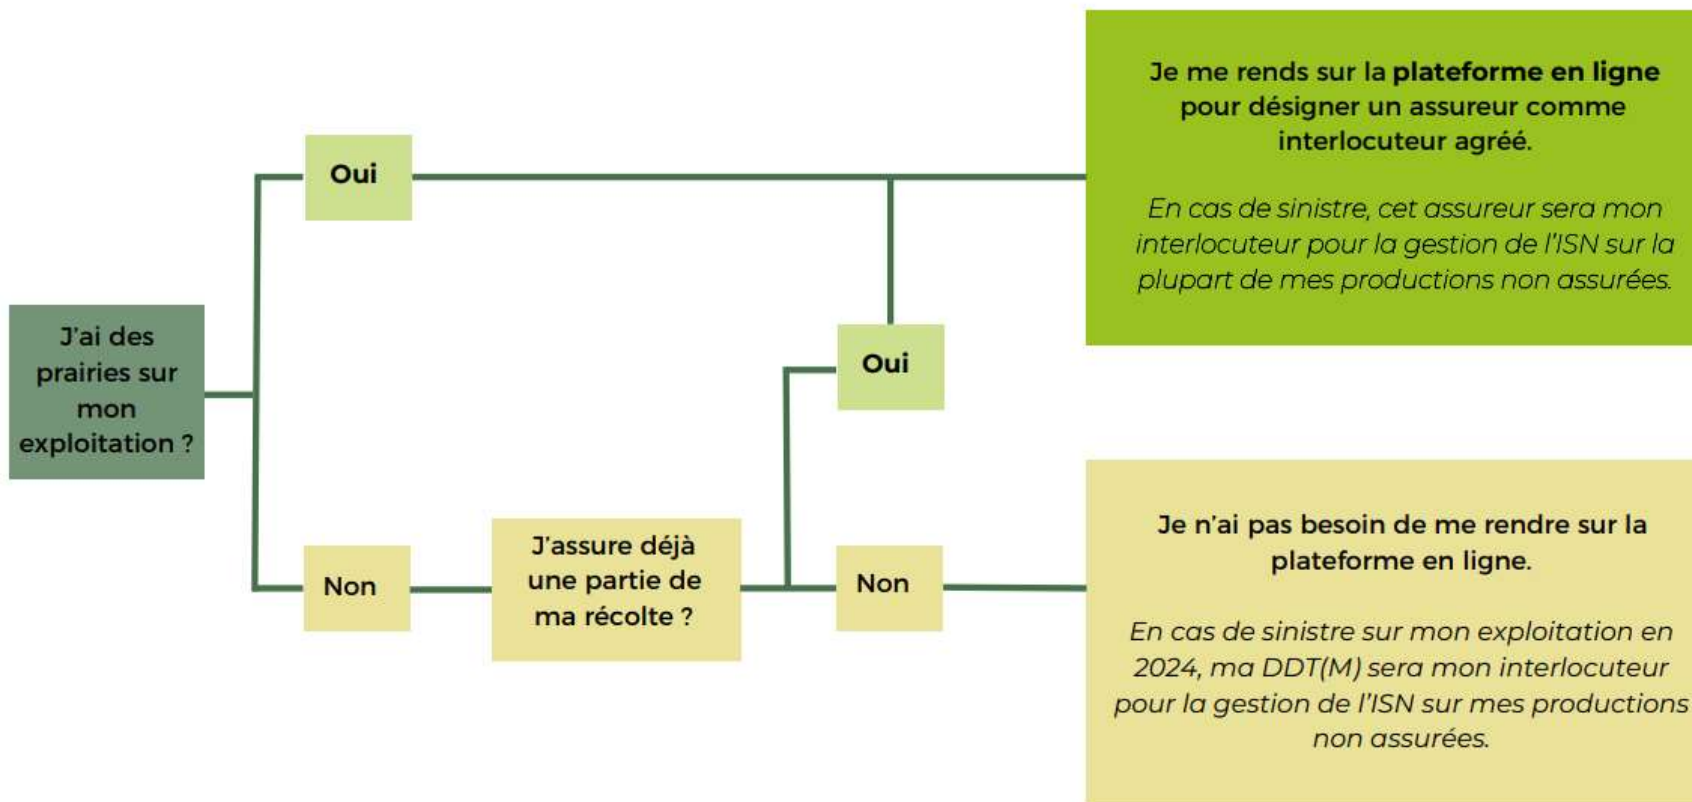 J'ai des
prairies sur
mon
exploitation ?
Oui
Non
J'assure déjà
une partie de
ma récolte ?
Oui
Non
Je me rends sur la plateforme en ligne
pour désigner un assureur comme
interlocuteur agréé.
En cas de sinistre, cet assureur sera mon
interlocuteur pour la gestion de l'ISN sur la
plupart de mes productions non assurées.
Je n'ai pas besoin de me rendre sur la
plateforme en ligne.
En cas de sinistre sur mon exploitation en
2024, ma DDT(M) sera mon interlocuteur
pour la gestion de l'ISN sur mes productions
non assurées.